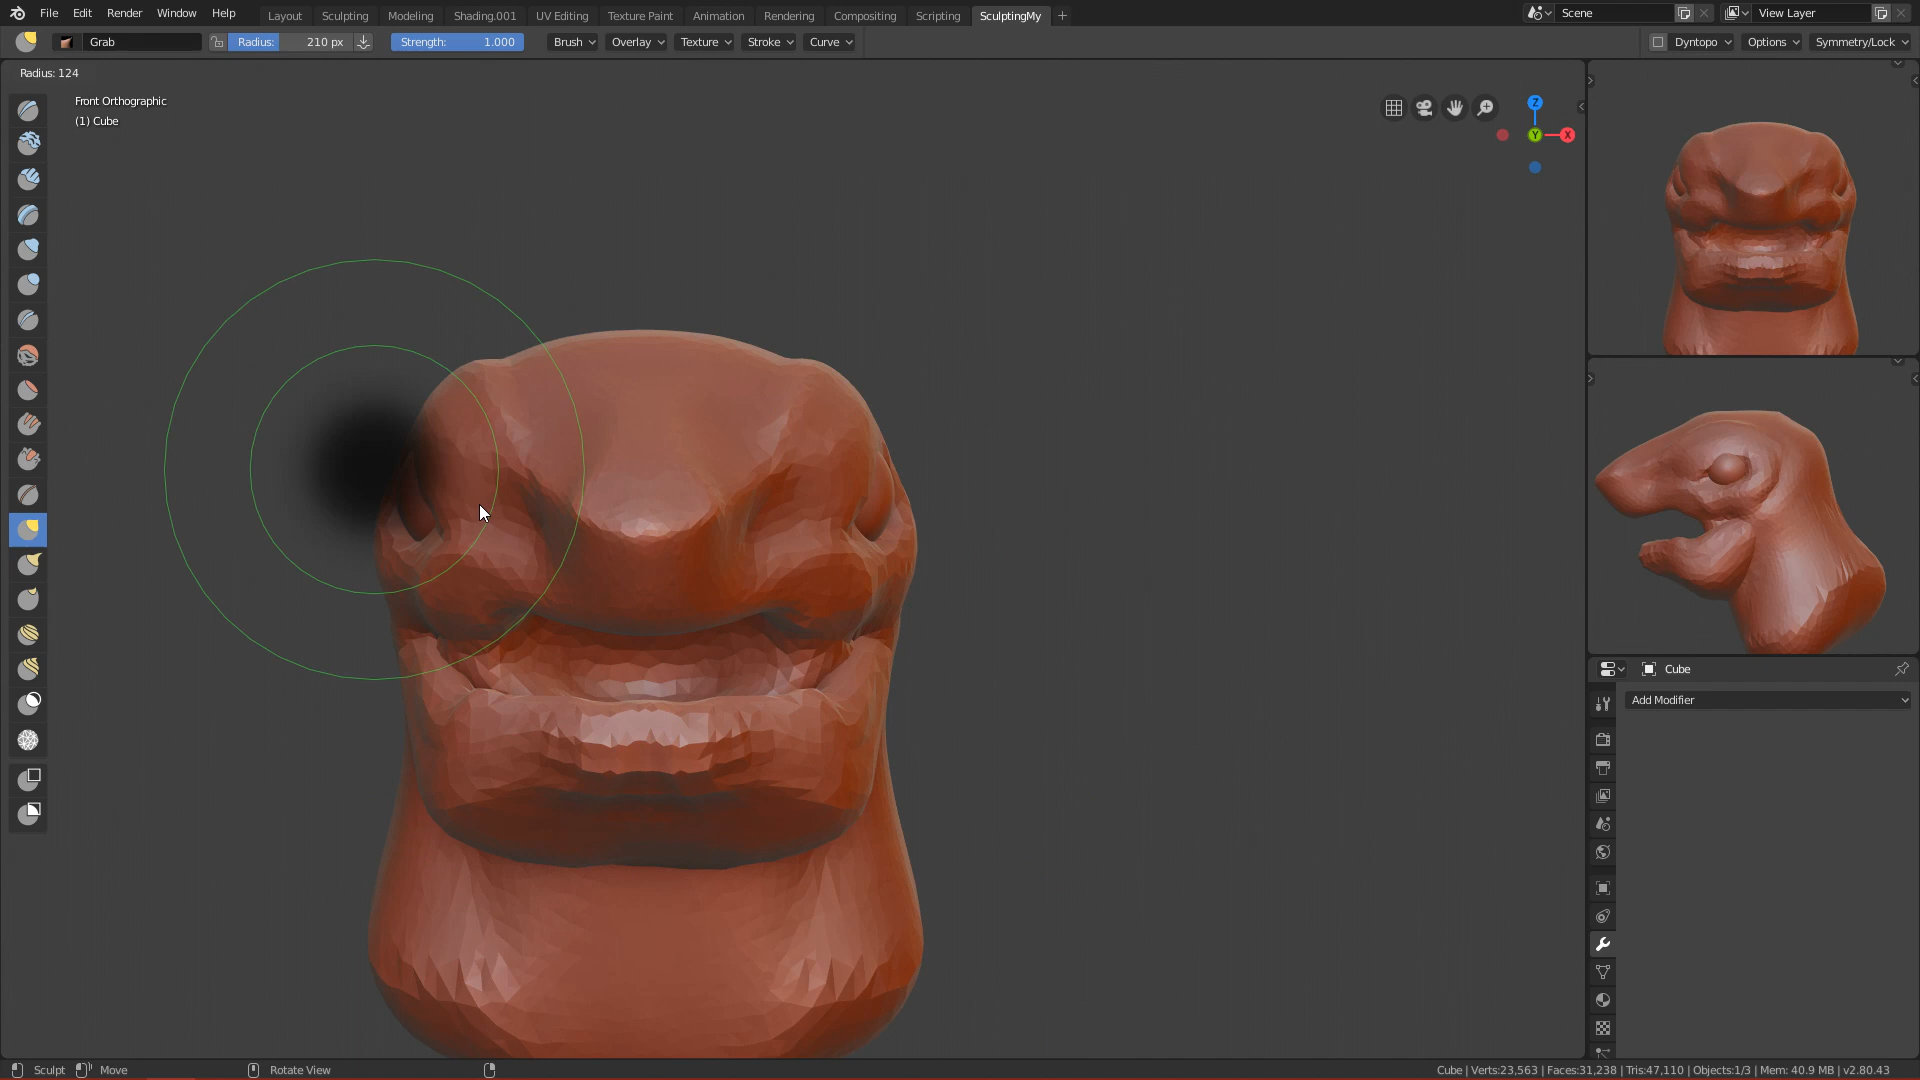 File Edit Render Window Help Layout Sculpting Modeling Shading.001 UV Editing Texture Paint Animation Rendering Compositing Scripting SculptingMy + Scene View Layer
Grab Radius: 210 px Strength: 1.000 Brush Overlay Texture Stroke Curve Dyntopo Options Symmetry/Lock
Radius: 124
Front Orthographic
(1) Cube
Z
Y X
Cube
Add Modifier
Sculpt Move Rotate View Cube | Verts:23,563 | Faces:31,238 | Tris:47,110 | Objects:1/3 | Mem: 40.9 MB | v2.80.43